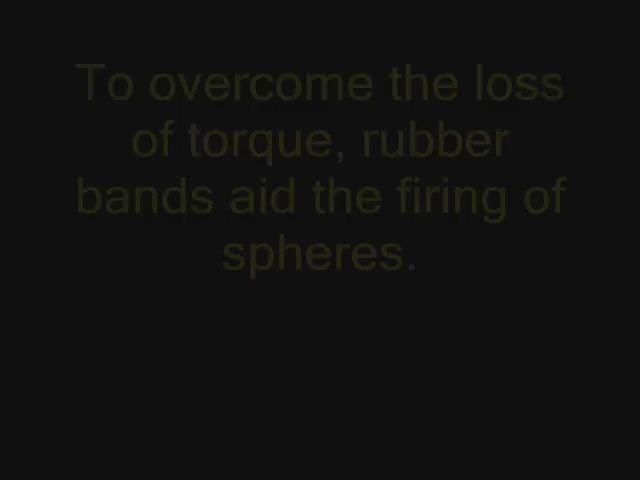 To overcome the loss
of torque, rubber
bands aid the firing of
spheres.